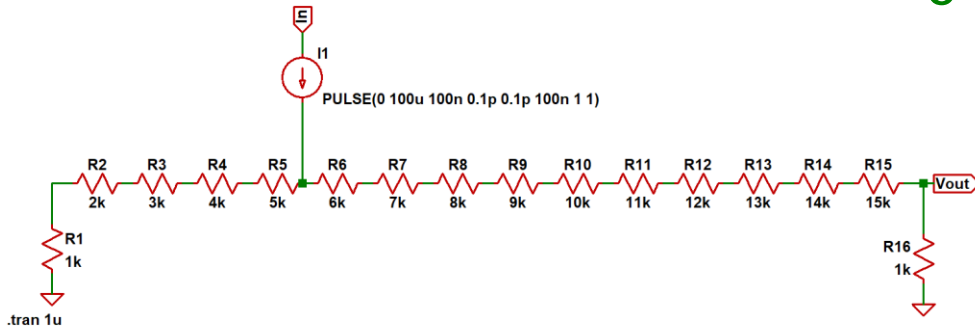 In
I1
PULSE(0 100u 100n 0.1p 0.1p 100n 1 1)
R2 R3 R4 R5 R6 R7 R8 R9 R10 R11 R12 R13 R14 R15
Vout
2k 3k 4k 5k 6k 7k 8k 9k 10k 11k 12k 13k 14k 15k
R1 R16
1k 1k
.tran 1u